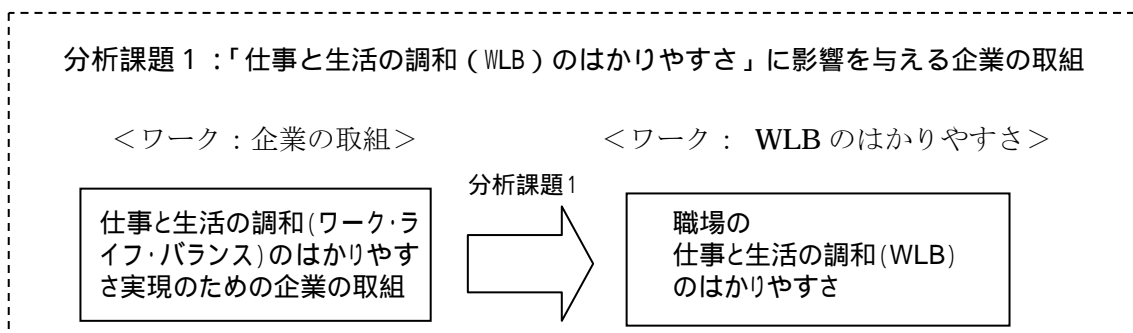 分析課題1:「仕事と生活の調和(WLB)のはかりやすさ」に影響を与える企業の取組
<ワーク:企業の取組>
<ワーク: WLBのはかりやすさ>
分析課題1
仕事と生活の調和(ワーク・ラ
イフ・バランス)のはかりやす
さ実現のための企業の取組
職場の
仕事と生活の調和(WLB)
のはかりやすさ